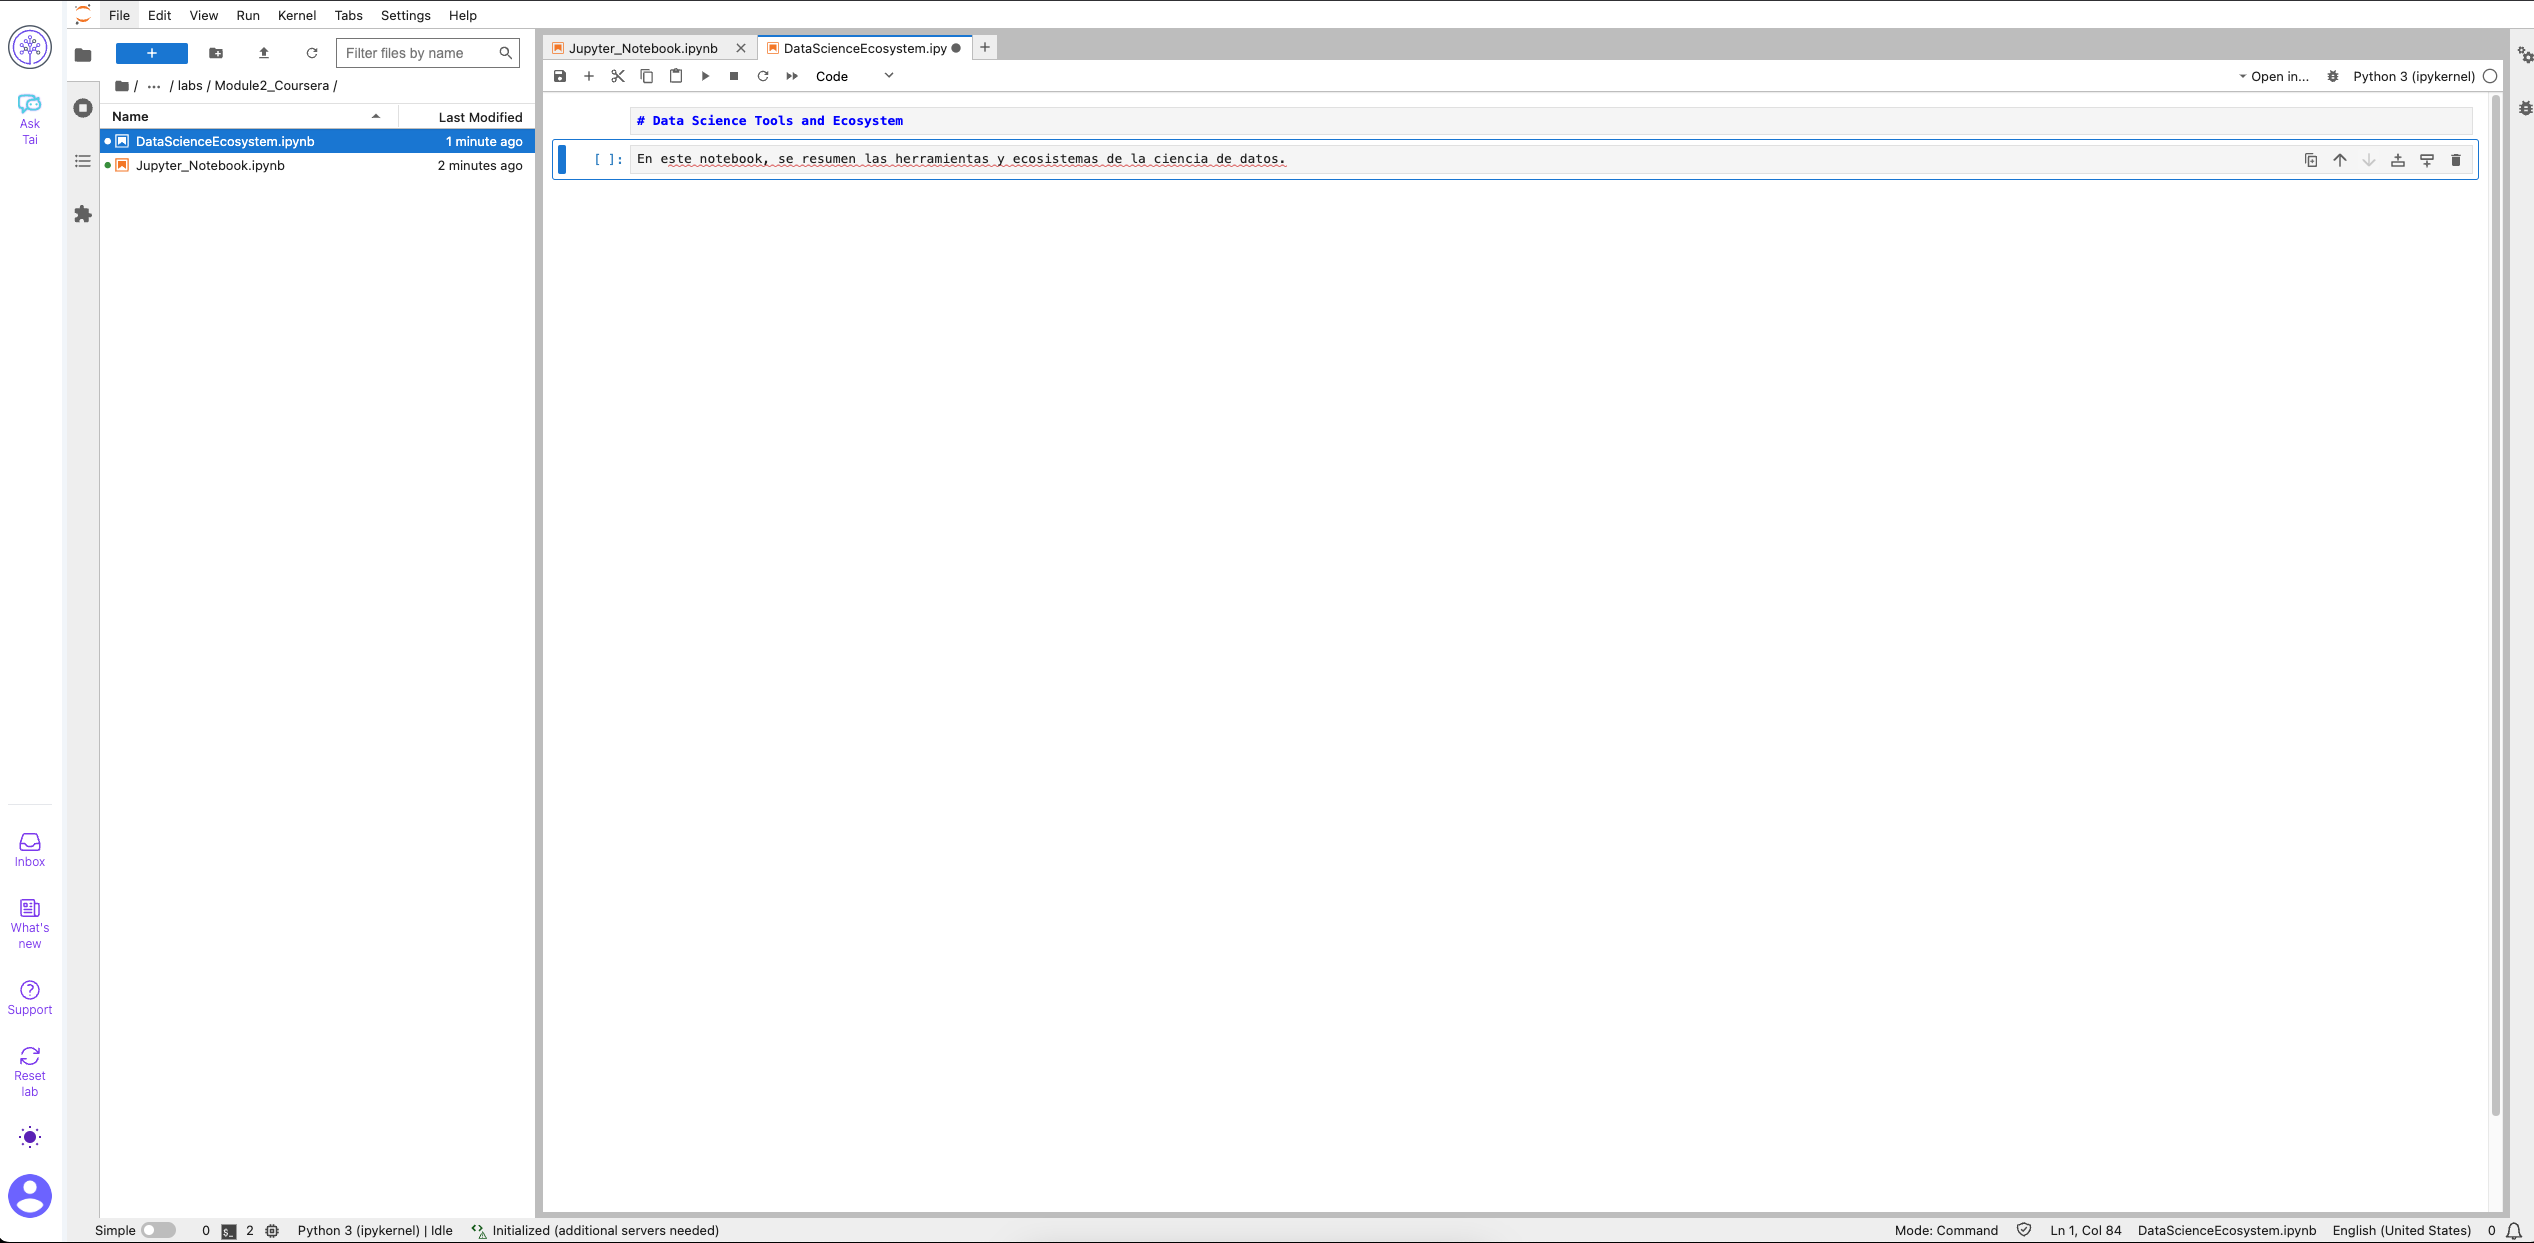 File Edit View Run Kernel Tabs Settings Help
Ask
Tai
Filter files by name
/ ... / labs / Module2_Coursera /
Name Last Modified
DataScienceEcosystem.ipynb 1 minute ago
Jupyter_Notebook.ipynb 2 minutes ago
Jupyter_Notebook.ipynb DataScienceEcosystem.ipy
Code Open in... Python 3 (ipykernel)
# Data Science Tools and Ecosystem
[ ]: En este notebook, se resumen las herramientas y ecosistemas de la ciencia de datos.
Inbox
What's
new
Support
Reset
lab
Simple 0 $_ 2 Python 3 (ipykernel) | Idle Initialized (additional servers needed) Mode: Command Ln 1, Col 84 DataScienceEcosystem.ipynb English (United States) 0